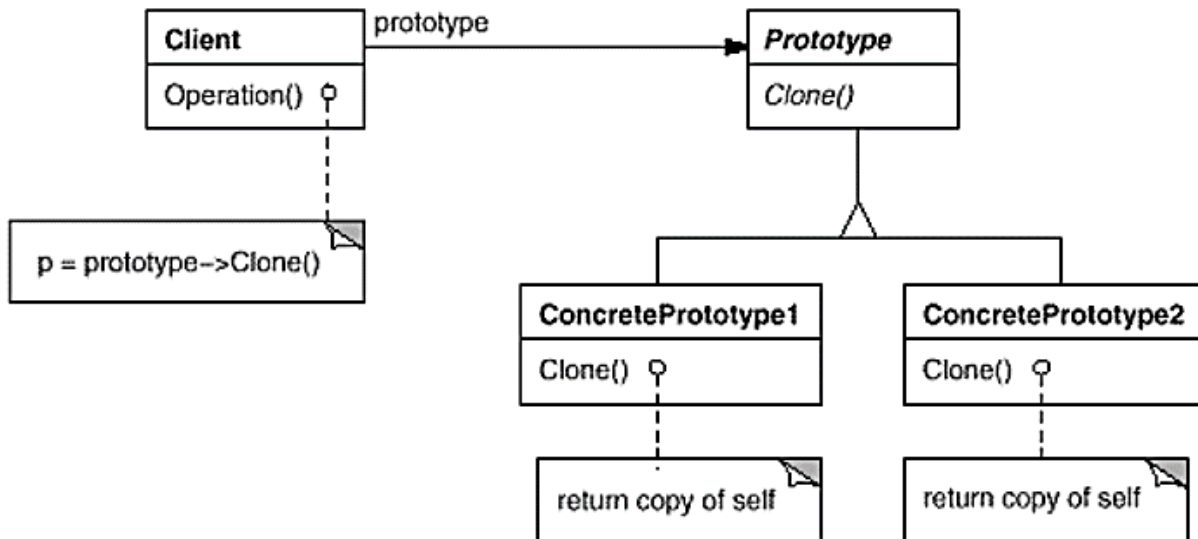 Client
prototype
Prototype
Operation()
Clone()
p = prototype->Clone()
ConcretePrototype1
ConcretePrototype2
Clone()
Clone()
return copy of self
return copy of self